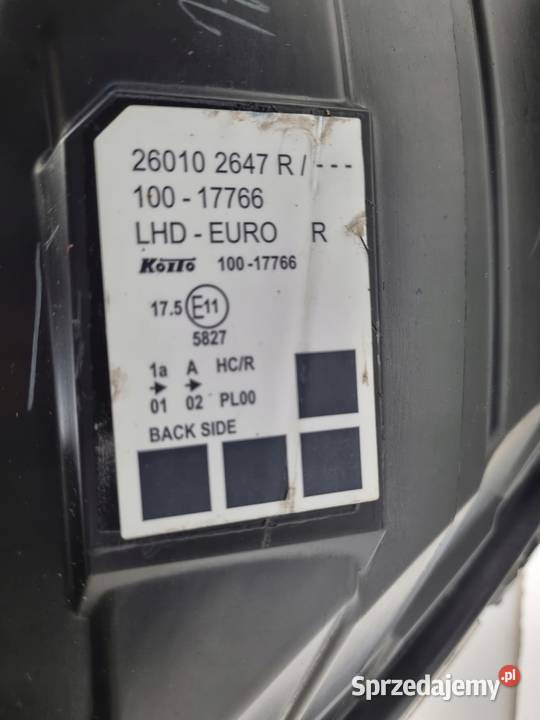 26010 2647 R / - - -
100 - 17766
LHD - EURO R
KOITO 100-17766
17.5 E11
5827
1a A HC/R
01 02 PL00
BACK SIDE
Sprzedajemy.pl